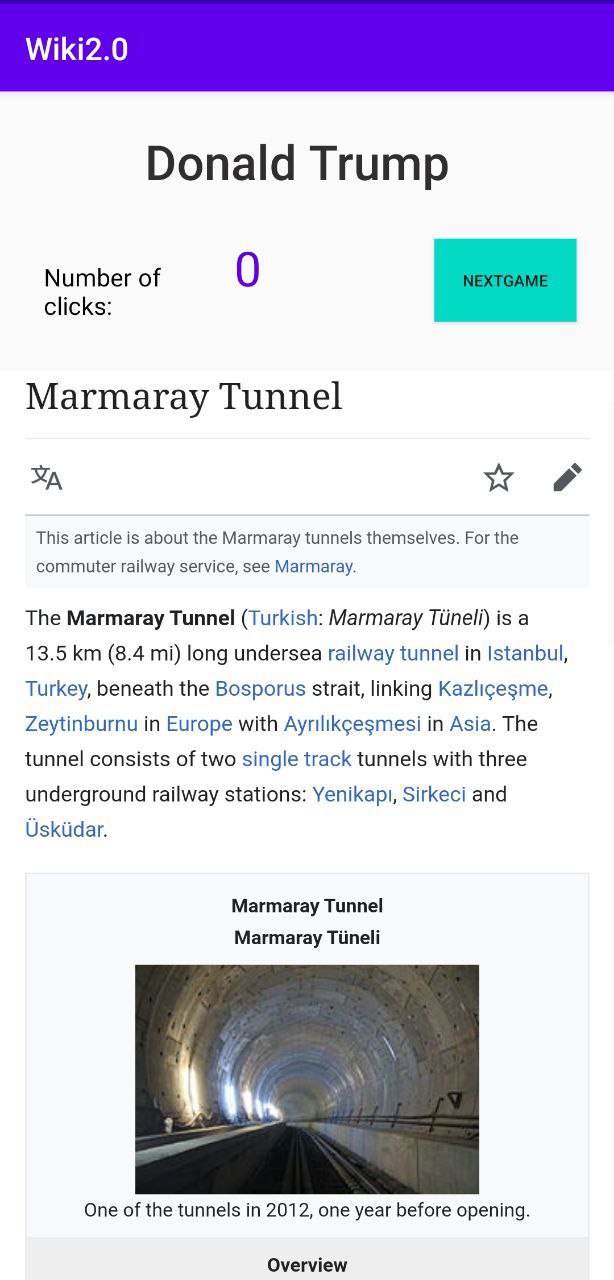 Wiki2.0
Donald Trump
Number of
clicks:
0
NEXTGAME
Marmaray Tunnel
文A
This article is about the Marmaray tunnels themselves. For the
commuter railway service, see Marmaray.
The Marmaray Tunnel (Turkish: Marmaray Tüneli) is a
13.5 km (8.4 mi) long undersea railway tunnel in Istanbul,
Turkey, beneath the Bosporus strait, linking Kazlıçeşme,
Zeytinburnu in Europe with Ayrılıkçeşmesi in Asia. The
tunnel consists of two single track tunnels with three
underground railway stations: Yenikapı, Sirkeci and
Üsküdar.
Marmaray Tunnel
Marmaray Tüneli
One of the tunnels in 2012, one year before opening.
Overview